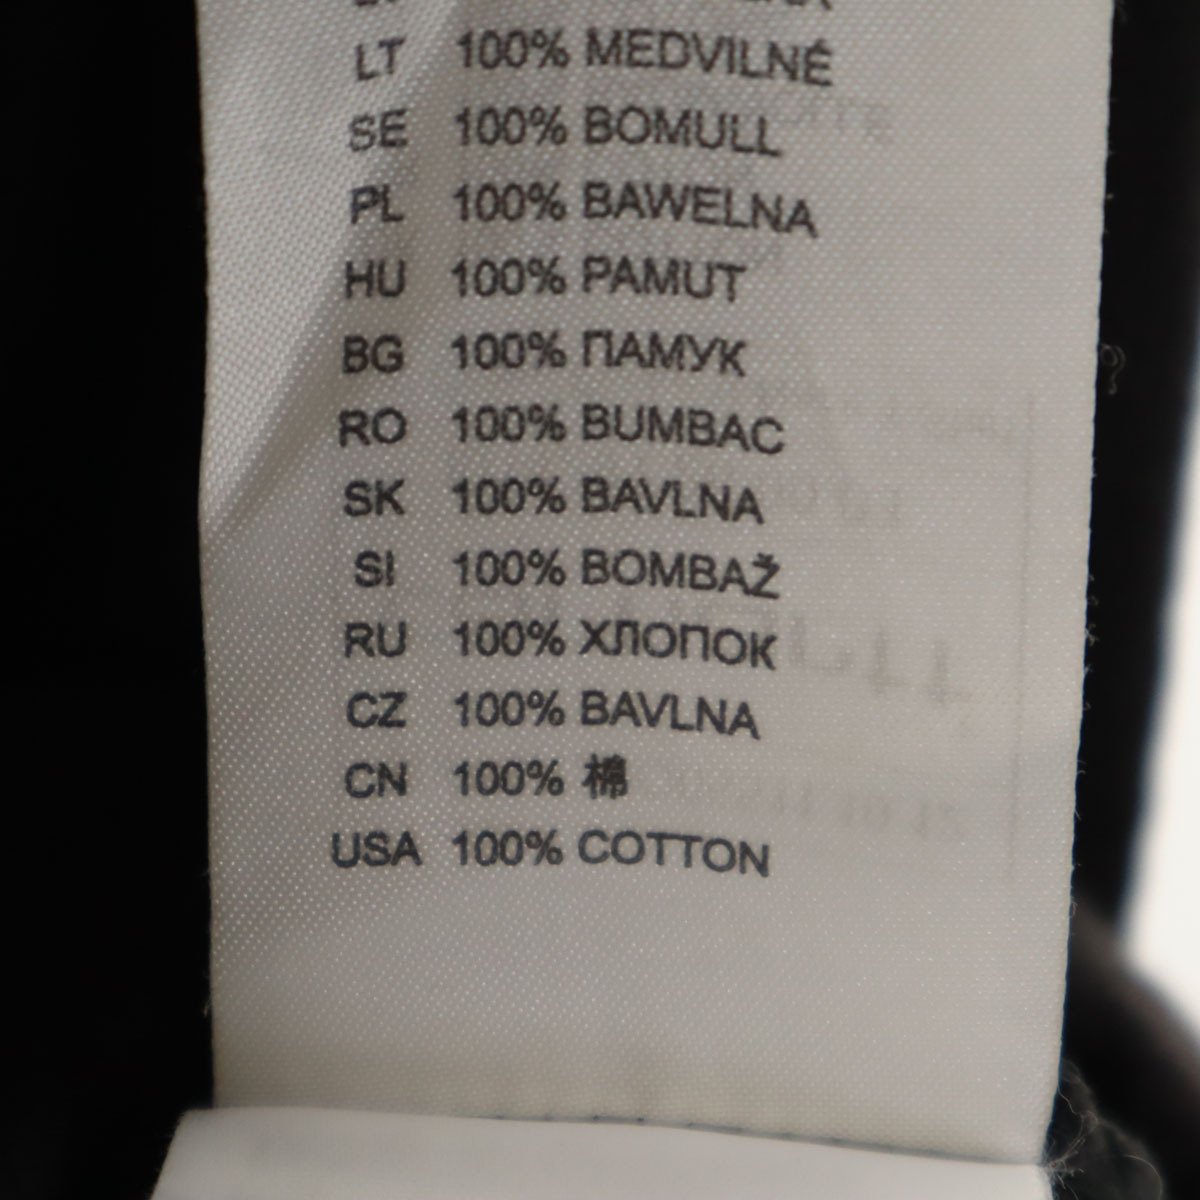 LT 100% MEDVILNÉ
SE 100% BOMULL
PL 100% BAWELNA
HU 100% PAMUT
BG 100% ПАМУК
RO 100% BUMBAC
SK 100% BAVLNA
SI 100% BOMBAŽ
RU 100% ХЛОПОК
CZ 100% BAVLNA
CN 100% 棉
USA 100% COTTON